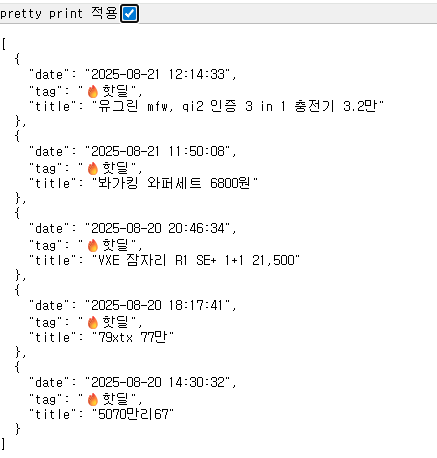 pretty print 적용
[
  {
    "date": "2025-08-21 12:14:33",
    "tag": "🔥핫딜",
    "title": "유그린 mfw, qi2 인증 3 in 1 충전기 3.2만"
  },
  {
    "date": "2025-08-21 11:50:08",
    "tag": "🔥핫딜",
    "title": "봐가킹 와퍼세트 6800원"
  },
  {
    "date": "2025-08-20 20:46:34",
    "tag": "🔥핫딜",
    "title": "VXE 잠자리 R1 SE+ 1+1 21,500"
  },
  {
    "date": "2025-08-20 18:17:41",
    "tag": "🔥핫딜",
    "title": "79xtx 77만"
  },
  {
    "date": "2025-08-20 14:30:32",
    "tag": "🔥핫딜",
    "title": "5070만리67"
  }
]